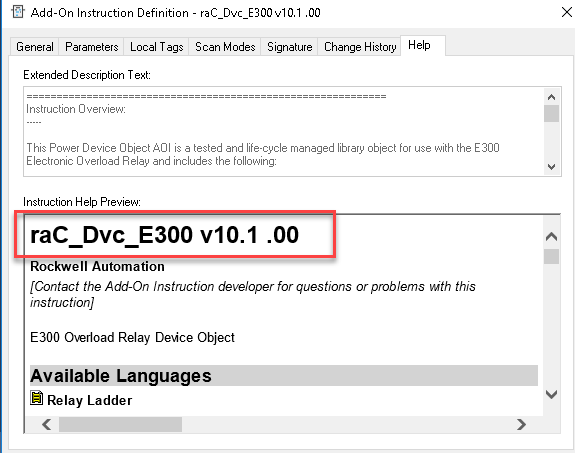 Add-On Instruction Definition - raC_Dvc_E300 v10.1 .00
General Parameters Local Tags Scan Modes Signature Change History Help
Extended Description Text:
==================================================================
Instruction Overview:
-----
This Power Device Object AOI is a tested and life-cycle managed library object for use with the E300
Electronic Overload Relay and includes the following:
Instruction Help Preview:
raC_Dvc_E300 v10.1 .00
Rockwell Automation
[Contact the Add-On Instruction developer for questions or problems with this
instruction]
E300 Overload Relay Device Object
Available Languages
Relay Ladder